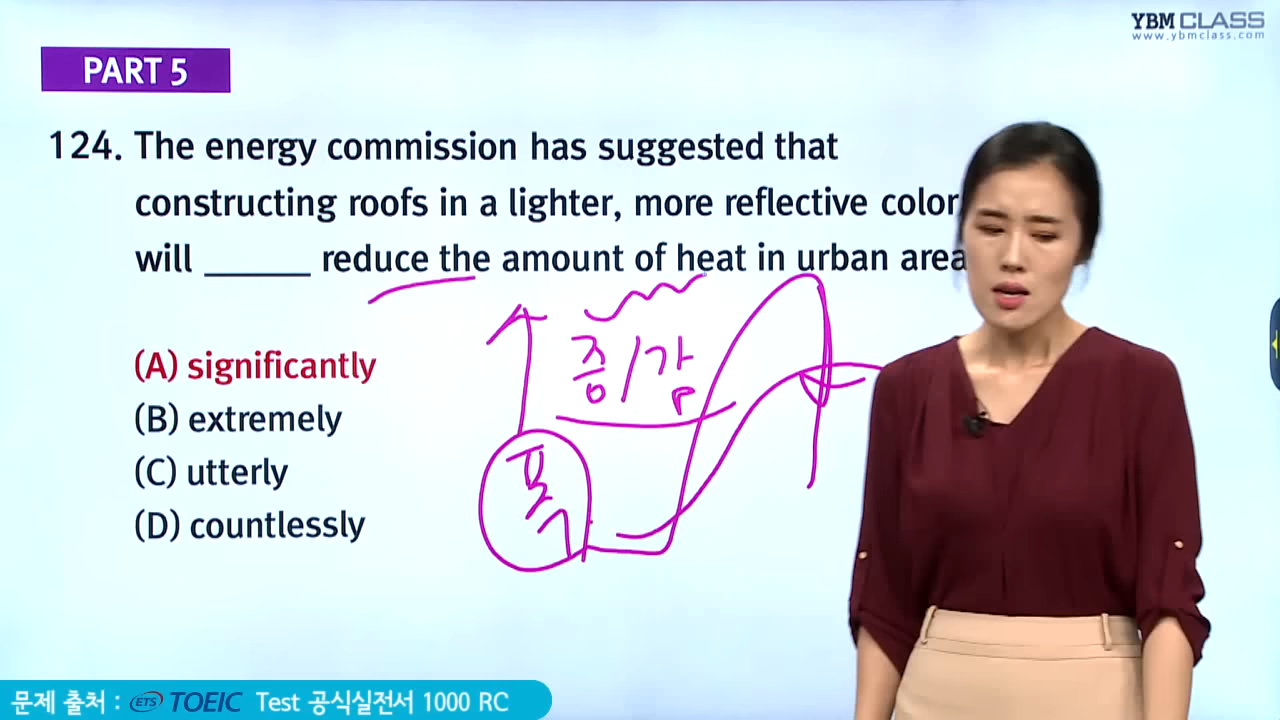 YBM CLASS
www.ybmclass.com
PART 5
124. The energy commission has suggested that
constructing roofs in a lighter, more reflective color
will ______ reduce the amount of heat in urban area
증/감
폭
(A) significantly
(B) extremely
(C) utterly
(D) countlessly
문제 출처 : ETS TOEIC Test 공식실전서 1000 RC